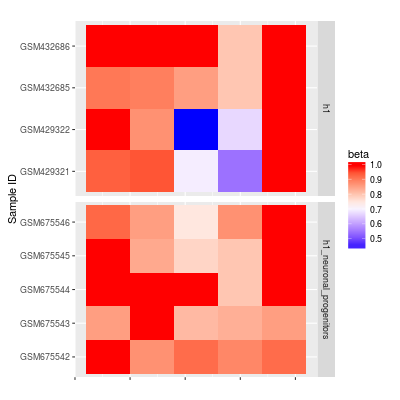 GSM432686
GSM432685
GSM429322
GSM429321
h1
GSM675546
GSM675545
GSM675544
GSM675543
GSM675542
h1_neuronal_progenitors
Sample ID
beta
1.0
0.9
0.8
0.7
0.6
0.5